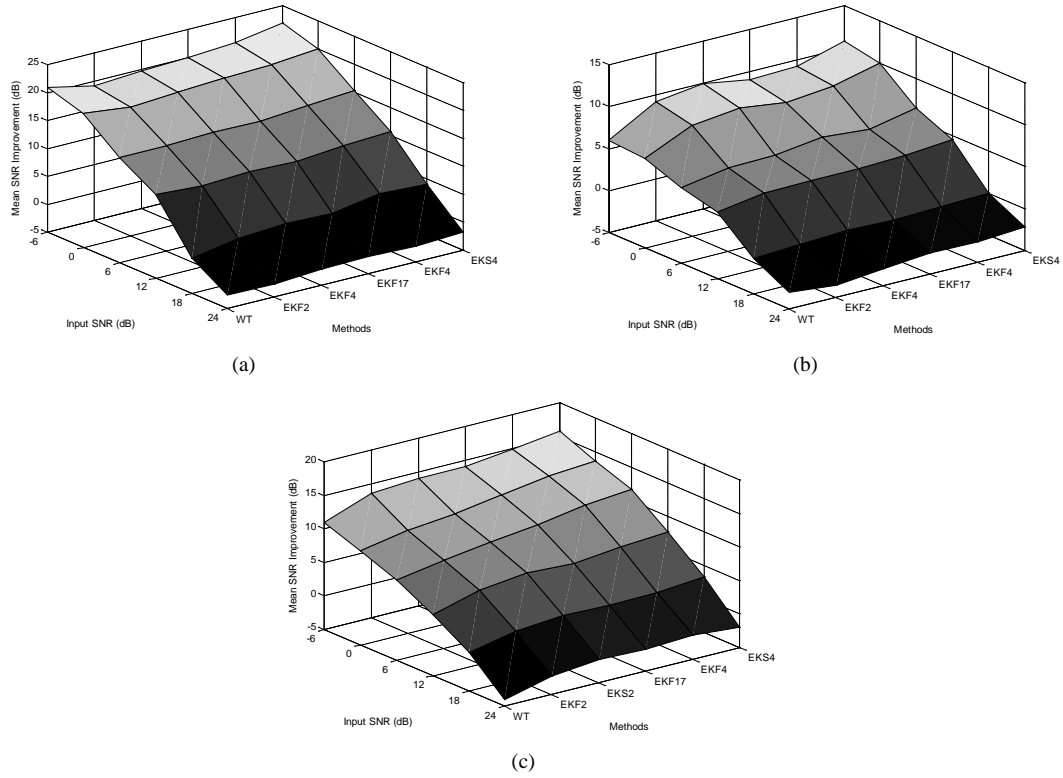 25
20
15
10
5
0
-5
Mean SNR Improvement (dB)
-6
0
6
12
18
24
Input SNR (dB)
WT
EKF2
EKF4
EKF17
EKF4
EKS4
Methods
(a)
15
10
5
0
-5
Mean SNR Improvement (dB)
-6
0
6
12
18
24
Input SNR (dB)
WT
EKF2
EKF4
EKF17
EKF4
EKS4
Methods
(b)
20
15
10
5
0
-5
Mean SNR Improvement (dB)
-6
0
6
12
18
24
Input SNR (dB)
WT
EKF2
EKS2
EKF17
EKF4
EKS4
Methods
(c)